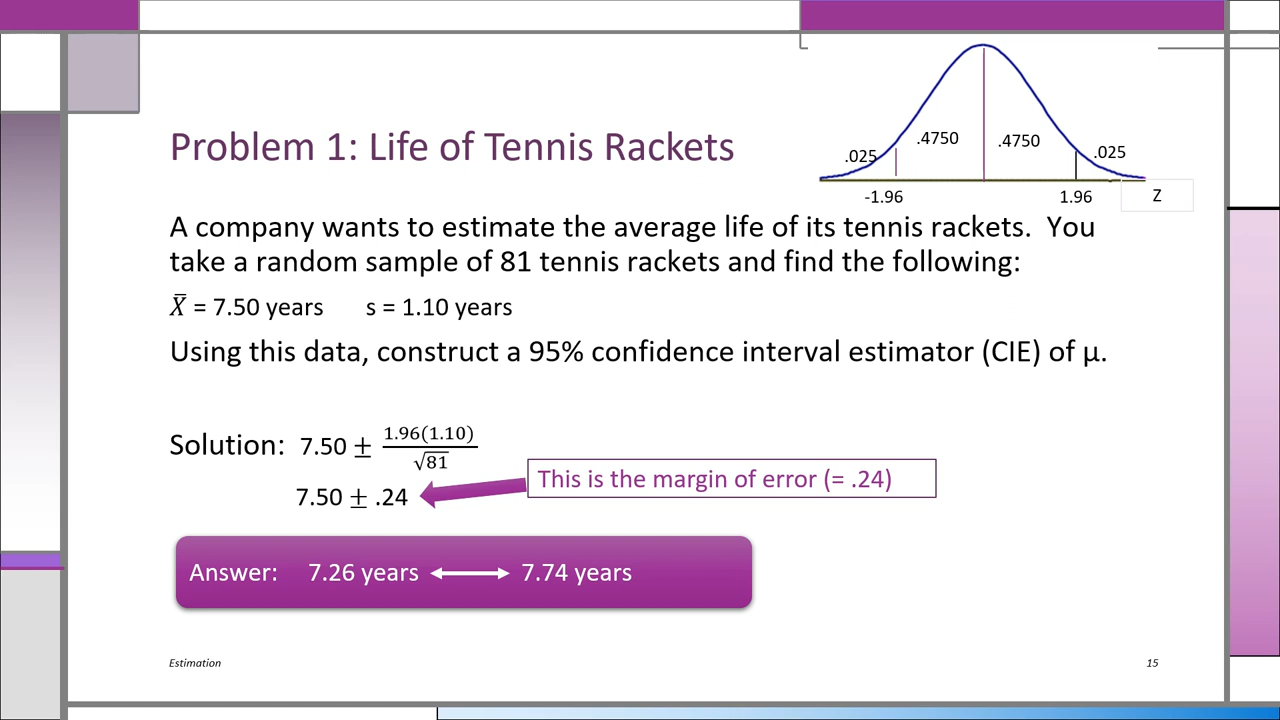 Problem 1: Life of Tennis Rackets
.025
.4750
.4750
.025
-1.96
1.96
Z
A company wants to estimate the average life of its tennis rackets. You
take a random sample of 81 tennis rackets and find the following:
X̄ = 7.50 years s = 1.10 years
Using this data, construct a 95% confidence interval estimator (CIE) of µ.
Solution: 7.50 ± 1.96(1.10)/√81
7.50 ± .24
This is the margin of error (= .24)
Answer: 7.26 years ⟷ 7.74 years
Estimation
15